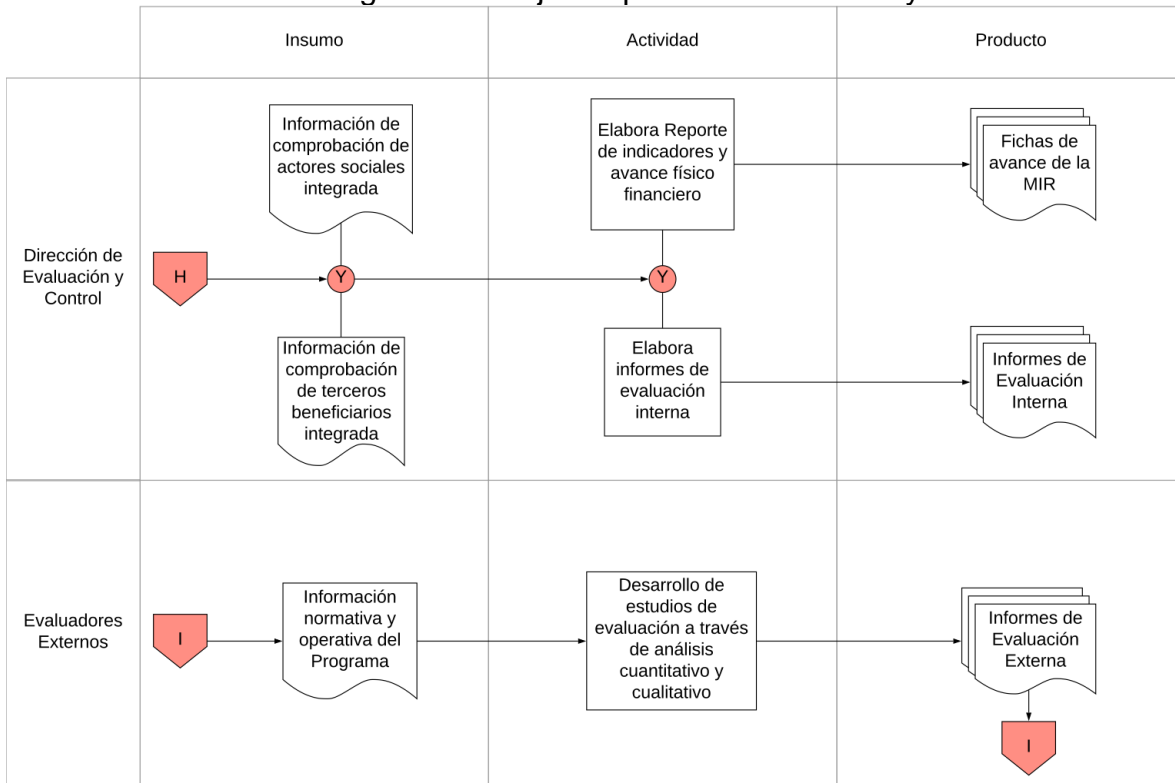 Insumo
Actividad
Producto
Dirección de
Evaluación y
Control
H
Información de
comprobación de
actores sociales
integrada
Y
Información de
comprobación
de terceros
beneficiarios
integrada
Elabora Reporte
de indicadores y
avance físico
financiero
Y
Elabora
informes de
evaluación
interna
Fichas de
avance de la
MIR
Informes de
Evaluación
Interna
Evaluadores
Externos
I
Información
normativa y
operativa del
Programa
Desarrollo de
estudios de
evaluación a través
de análisis
cuantitativo y
cualitativo
Informes de
Evaluación
Externa
I